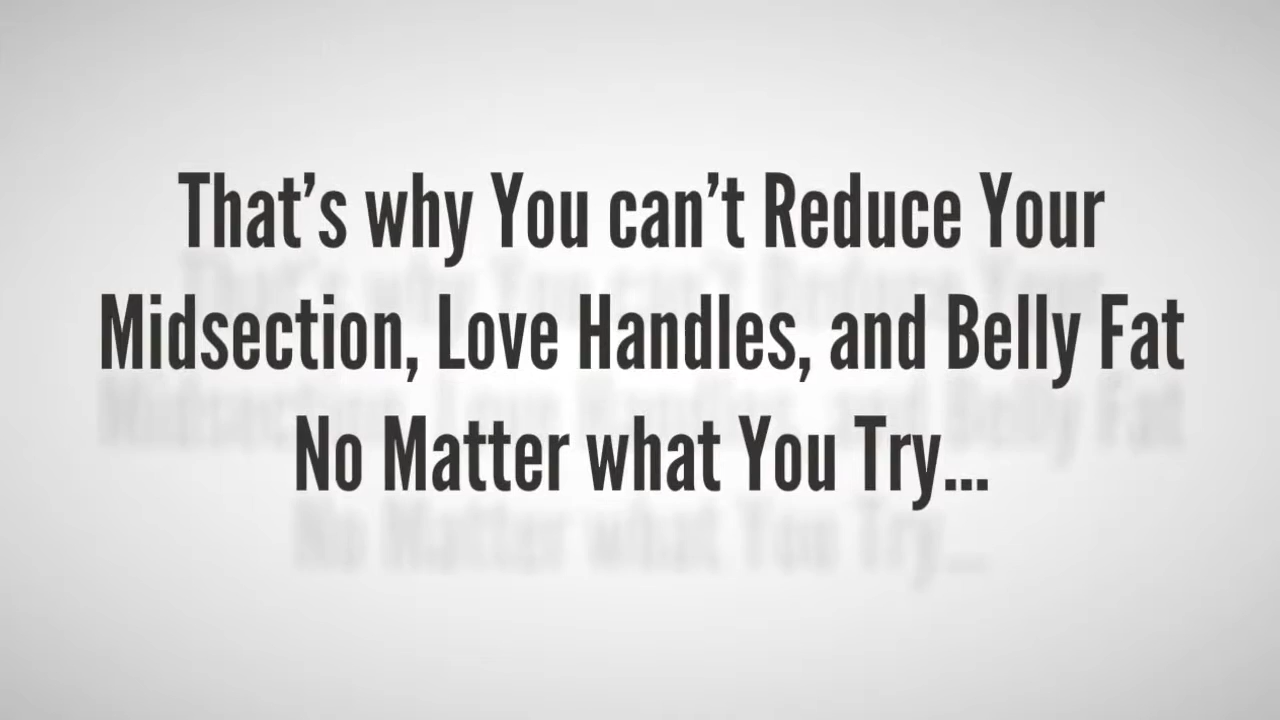 That’s why You can’t Reduce Your
Midsection, Love Handles, and Belly Fat
No Matter what You Try...